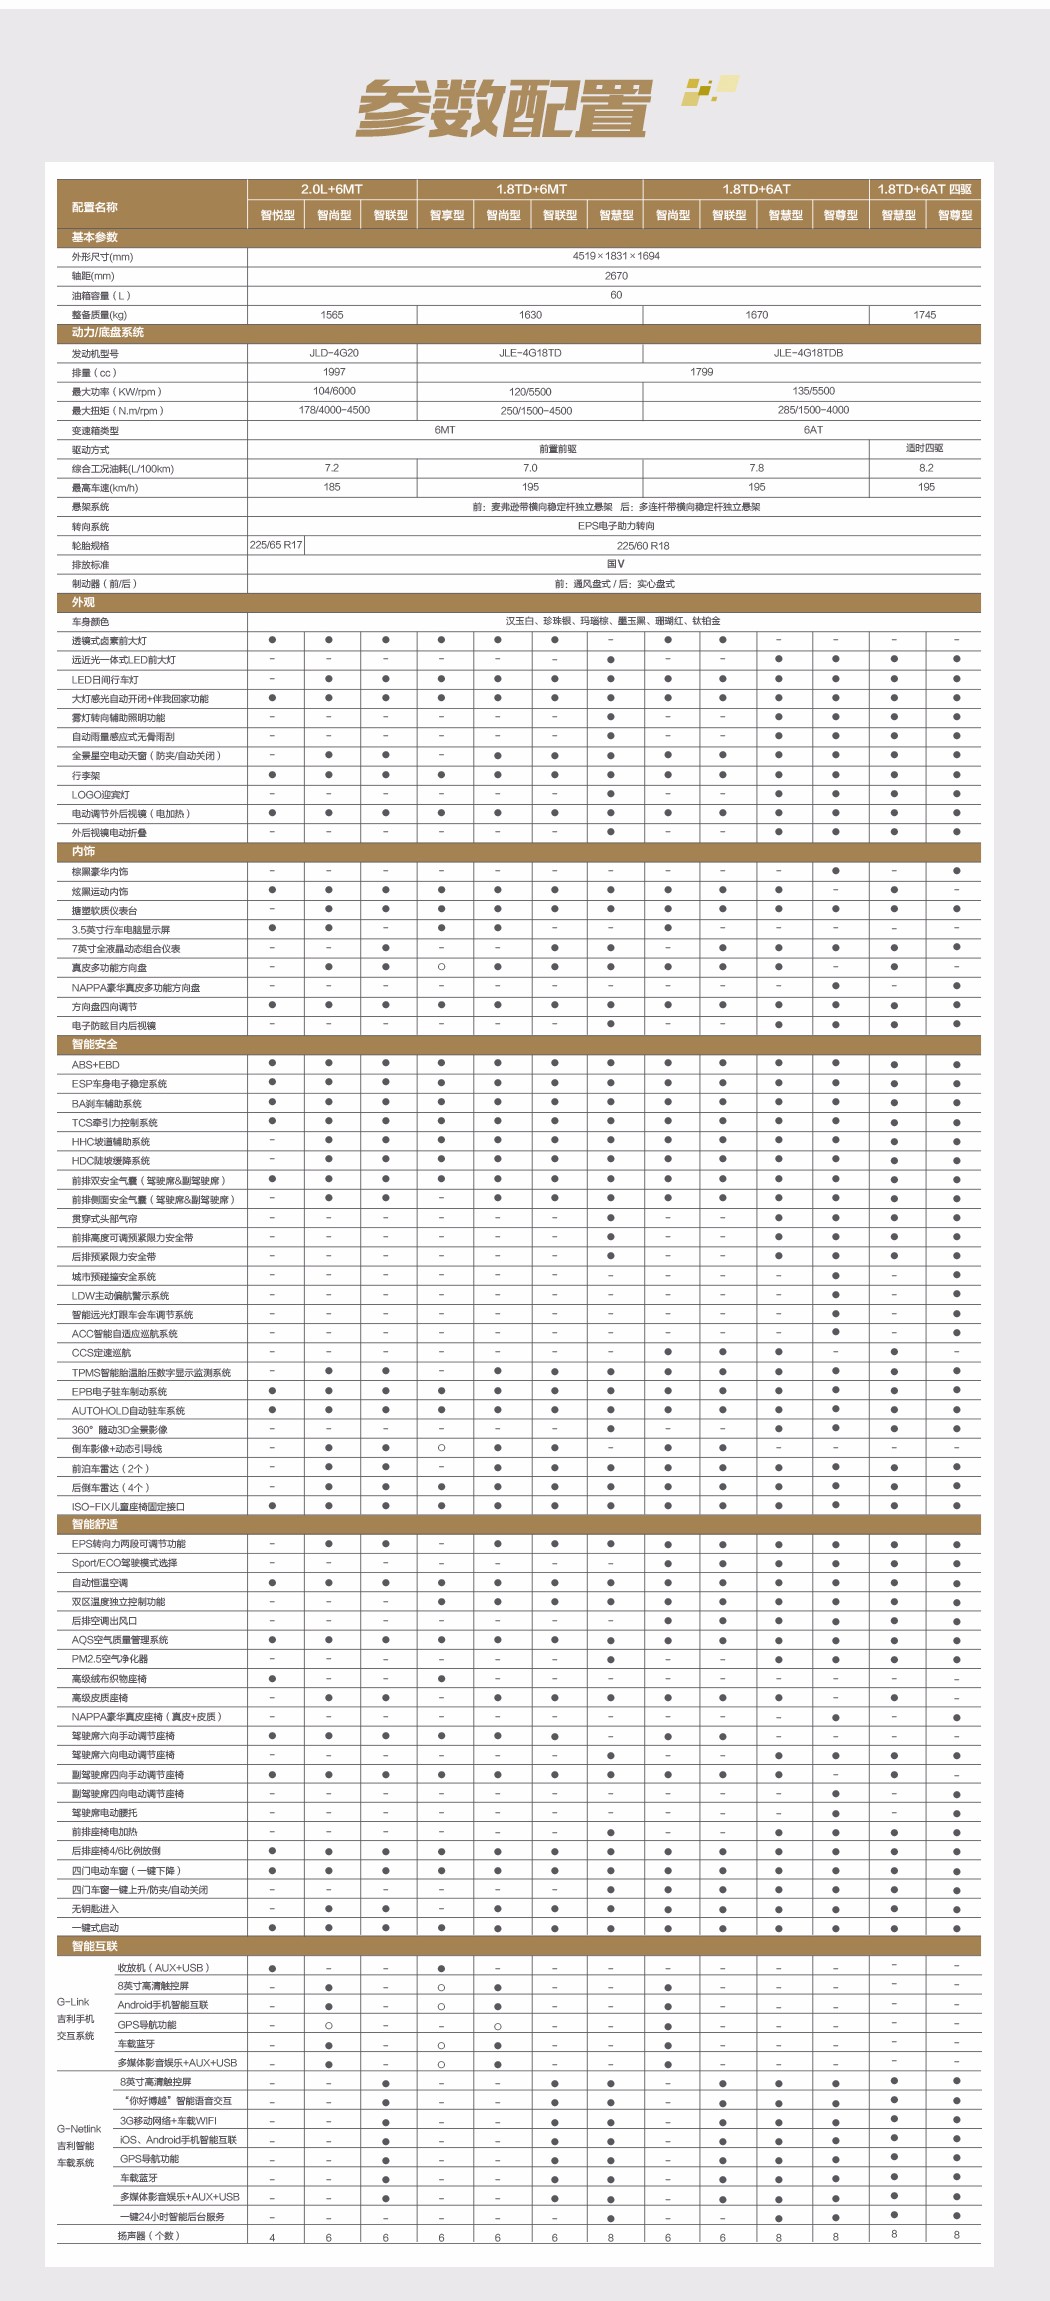 参数配置
配置名称 2.0L+6MT 1.8TD+6MT 1.8TD+6AT 1.8TD+6AT 四驱
智悦型 智尚型 智联型 智享型 智尚型 智联型 智慧型 智尚型 智联型 智慧型 智尊型 智慧型 智尊型
基本参数
外形尺寸(mm) 4519×1831×1694
轴距(mm) 2670
油箱容量（L） 60
整备质量(kg) 1565 1630 1670 1745
动力/底盘系统
发动机型号 JLD-4G20 JLE-4G18TD JLE-4G18TDB
排量（cc） 1997 1799
最大功率（KW/rpm） 104/6000 120/5500 135/5500
最大扭矩（N.m/rpm） 178/4000-4500 250/1500-4500 285/1500-4000
变速箱类型 6MT 6AT
驱动方式 前置前驱 适时四驱
综合工况油耗(L/100km) 7.2 7.0 7.8 8.2
最高车速(km/h) 185 195 195 195
悬架系统 前：麦弗逊带横向稳定杆独立悬架 后：多连杆带横向稳定杆独立悬架
转向系统 EPS电子助力转向
轮胎规格 225/65 R17 225/60 R18
排放标准 国Ⅴ
制动器（前/后） 前：通风盘式 / 后：实心盘式
外观
车身颜色 汉玉白、珍珠银、玛瑙棕、墨玉黑、珊瑚红、钛铂金
透镜式卤素前大灯 ● ● ● ● ● ● - ● ● - - - -
远近光一体式LED前大灯 - - - - - - ● - - ● ● ● ●
LED日间行车灯 - ● ● ● ● ● ● ● ● ● ● ● ●
大灯感光自动开闭+伴我回家功能 ● ● ● ● ● ● ● ● ● ● ● ● ●
雾灯转向辅助照明功能 - - - - - - ● - - ● ● ● ●
自动雨量感应式无骨雨刮 - - - - - - ● - - ● ● ● ●
全景星空电动天窗（防夹/自动关闭） - ● ● - ● ● ● ● ● ● ● ● ●
行李架 ● ● ● ● ● ● ● ● ● ● ● ● ●
LOGO迎宾灯 - - - - - - ● - - ● ● ● ●
电动调节外后视镜（电加热） ● ● ● ● ● ● ● ● ● ● ● ● ●
外后视镜电动折叠 - - - - - - ● - - ● ● ● ●
内饰
棕黑豪华内饰 - - - - - - - - - - ● - ●
炫黑运动内饰 ● ● ● ● ● ● ● ● ● ● - ● -
搪塑软质仪表台 - ● ● ● ● ● ● ● ● ● ● ● ●
3.5英寸行车电脑显示屏 ● ● - ● ● - - ● - - - - -
7英寸全液晶动态组合仪表 - - ● - - ● ● - ● ● ● ● ●
真皮多功能方向盘 - ● ● ○ ● ● ● ● ● ● - ● -
NAPPA豪华真皮多功能方向盘 - - - - - - - - - - ● - ●
方向盘四向调节 ● ● ● ● ● ● ● ● ● ● ● ● ●
电子防眩目内后视镜 - - - - - - ● - - ● ● ● ●
智能安全
ABS+EBD ● ● ● ● ● ● ● ● ● ● ● ● ●
ESP车身电子稳定系统 ● ● ● ● ● ● ● ● ● ● ● ● ●
BA刹车辅助系统 ● ● ● ● ● ● ● ● ● ● ● ● ●
TCS牵引力控制系统 ● ● ● ● ● ● ● ● ● ● ● ● ●
HHC坡道辅助系统 - ● ● ● ● ● ● ● ● ● ● ● ●
HDC陡坡缓降系统 - ● ● ● ● ● ● ● ● ● ● ● ●
前排双安全气囊（驾驶席&副驾驶席） ● ● ● ● ● ● ● ● ● ● ● ● ●
前排侧面安全气囊（驾驶席&副驾驶席） - ● ● - ● ● ● ● ● ● ● ● ●
贯穿式头部气帘 - - - - - - ● - - ● ● ● ●
前排高度可调预紧限力安全带 - - - - - - ● - - ● ● ● ●
后排预紧限力安全带 - - - - - - ● - - ● ● ● ●
城市预碰撞安全系统 - - - - - - - - - - ● - ●
LDW主动偏航警示系统 - - - - - - - - - - ● - ●
智能远光灯跟车会车调节系统 - - - - - - - - - - ● - ●
ACC智能自适应巡航系统 - - - - - - - - - - ● - ●
CCS定速巡航 - - - - - - - ● ● ● - ● -
TPMS智能胎温胎压数字显示监测系统 - ● ● - ● ● ● ● ● ● ● ● ●
EPB电子驻车制动系统 ● ● ● ● ● ● ● ● ● ● ● ● ●
AUTOHOLD自动驻车系统 ● ● ● ● ● ● ● ● ● ● ● ● ●
360°随动3D全景影像 - - - - - - ● - - ● ● ● ●
倒车影像+动态引导线 - ● ● ○ ● ● - ● ● - - - -
前泊车雷达（2个） - ● ● - ● ● ● ● ● ● ● ● ●
后倒车雷达（4个） - ● ● ● ● ● ● ● ● ● ● ● ●
ISO-FIX儿童座椅固定接口 ● ● ● ● ● ● ● ● ● ● ● ● ●
智能舒适
EPS转向力两段可调节功能 - ● ● - ● ● ● ● ● ● ● ● ●
Sport/ECO驾驶模式选择 - - - - - - - ● ● ● ● ● ●
自动恒温空调 ● ● ● ● ● ● ● ● ● ● ● ● ●
双区温度独立控制功能 - - - ● ● ● ● ● ● ● ● ● ●
后排空调出风口 - - - - - - - ● ● ● ● ● ●
AQS空气质量管理系统 ● ● ● ● ● ● ● ● ● ● ● ● ●
PM2.5空气净化器 - - - - - - ● - - ● ● ● ●
高级绒布织物座椅 ● - - ● - - - - - - - - -
高级皮质座椅 - ● ● - ● ● ● ● ● ● - ● -
NAPPA豪华真皮座椅（真皮+皮质） - - - - - - - - - - ● - ●
驾驶席六向手动调节座椅 ● ● ● ● ● ● - ● ● - - - -
驾驶席六向电动调节座椅 - - - - - - ● - - ● ● ● ●
副驾驶席四向手动调节座椅 ● ● ● ● ● ● ● ● ● ● - ● -
副驾驶席四向电动调节座椅 - - - - - - - - - - ● - ●
驾驶席电动腰托 - - - - - - - - - - ● - ●
前排座椅电加热 - - - - - - ● - - ● ● ● ●
后排座椅4/6比例放倒 ● ● ● ● ● ● ● ● ● ● ● ● ●
四门电动车窗（一键下降） ● ● ● ● ● ● ● ● ● ● ● ● ●
四门车窗一键上升/防夹/自动关闭 - - - - - - ● ● ● ● ● ● ●
无钥匙进入 - ● ● - ● ● ● ● ● ● ● ● ●
一键式启动 ● ● ● ● ● ● ● ● ● ● ● ● ●
智能互联
G-Link
吉利手机
交互系统
收放机（AUX+USB） ● - - ● - - - - - - - - -
8英寸高清触控屏 - ● - ○ ● - - ● - - - - -
Android手机智能互联 - ● - ○ ● - - ● - - - - -
GPS导航功能 - ○ - - ○ - - ● - - - - -
车载蓝牙 - ● - ○ ● - - ● - - - - -
多媒体影音娱乐+AUX+USB - ● - ○ ● - - ● - - - - -
G-Netlink
吉利智能
车载系统
8英寸高清触控屏 - - ● - - ● ● - ● ● ● ● ●
“你好博越”智能语音交互 - - ● - - ● ● - ● ● ● ● ●
3G移动网络+车载WIFI - - ● - - ● ● - ● ● ● ● ●
iOS、Android手机智能互联 - - ● - - ● ● - ● ● ● ● ●
GPS导航功能 - - ● - - ● ● - ● ● ● ● ●
车载蓝牙 - - ● - - ● ● - ● ● ● ● ●
多媒体影音娱乐+AUX+USB - - ● - - ● ● - ● ● ● ● ●
一键24小时智能后台服务 - - - - - - ● - - ● ● ● ●
扬声器（个数） 4 6 6 6 6 6 8 6 6 8 8 8 8